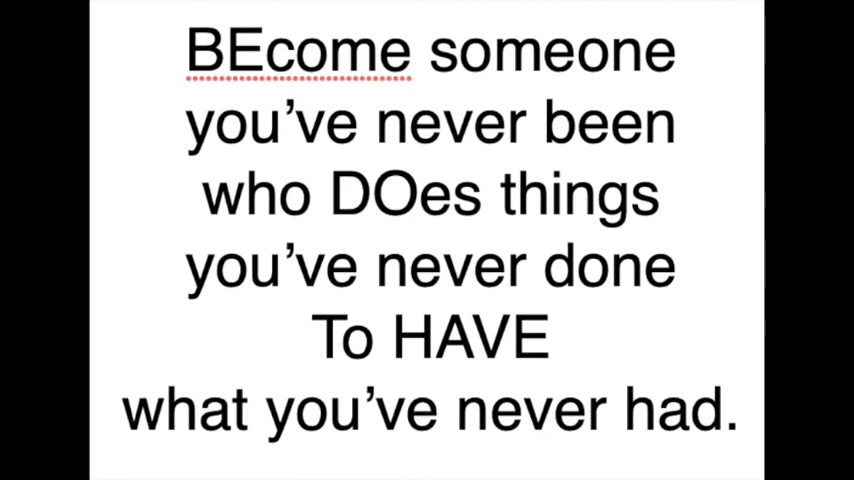 BEcome someone
you’ve never been
who DOes things
you’ve never done
To HAVE
what you’ve never had.